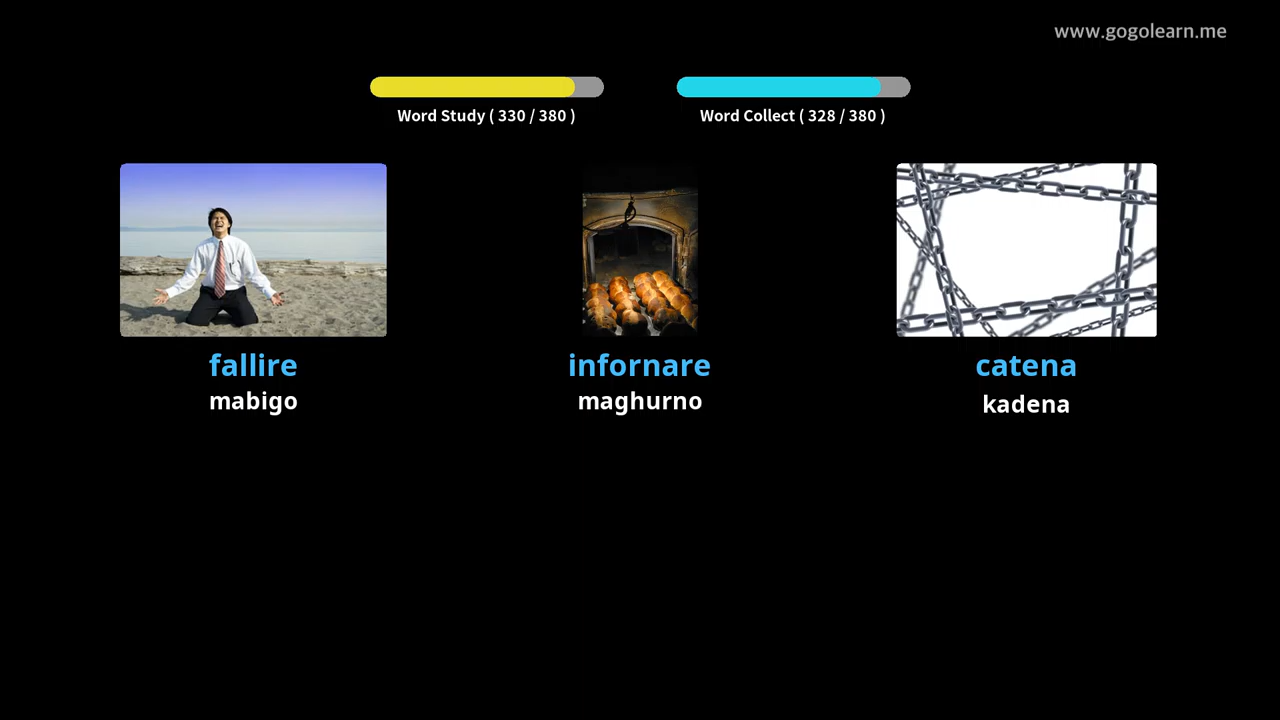 www.gogolearn.me
Word Study ( 330 / 380 )
Word Collect ( 328 / 380 )
fallire
mabigo
infornare
maghurno
catena
kadena